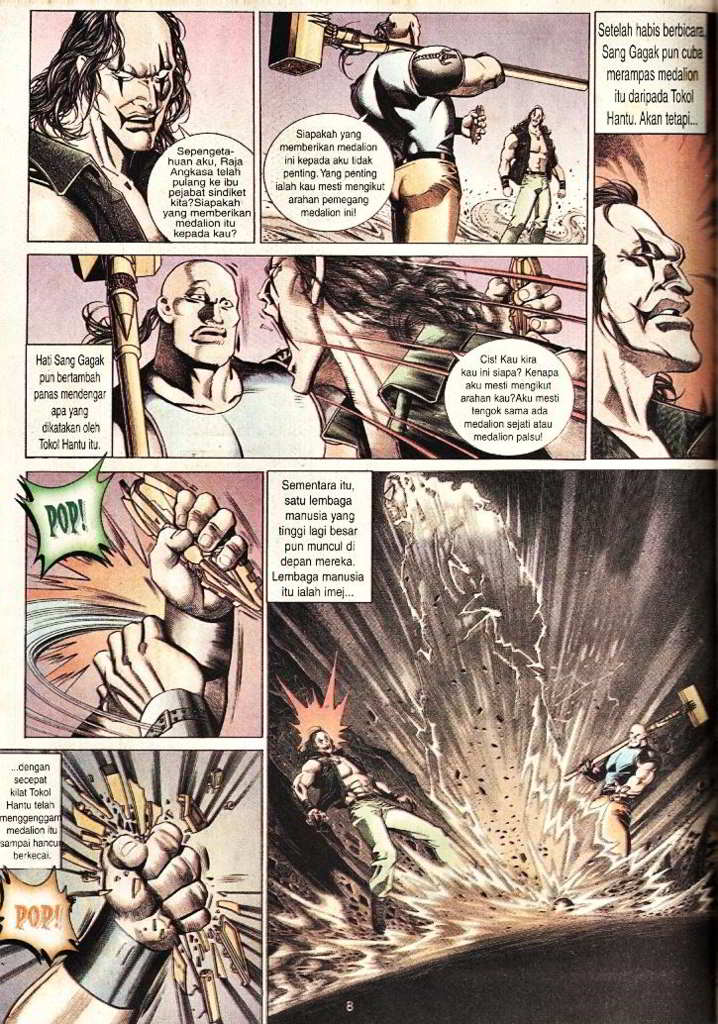 Sepengeta-
huan aku, Raja
Angkasa telah
pulang ke ibu
pejabat sindiket
kita?Siapakah
yang memberikan
medalion itu
kepada kau?
Siapakah yang
memberikan medalion
ini kepada aku tidak
penting. Yang penting
ialah kau mesti mengikut
arahan pemegang
medalion ini!
Setelah habis berbicara,
Sang Gagak pun cuba
merampas medalion
itu daripada Tokol
Hantu. Akan tetapi...
Hati Sang Gagak
pun bertambah
panas mendengar
apa yang
dikatakan oleh
Tokol Hantu itu.
Cis! Kau kira
kau ini siapa? Kenapa
aku mesti mengikut
arahan kau?Aku mesti
tengok sama ada
medalion sejati atau
medalion palsu!
POP!
Sementara itu,
satu lembaga
manusia yang
tinggi lagi besar
pun muncul di
depan mereka.
Lembaga manusia
itu ialah imej...
...dengan
secepat
kilat Tokol
Hantu telah
menggenggam
medalion itu
sampai hancur
berkecai.
POP!
8